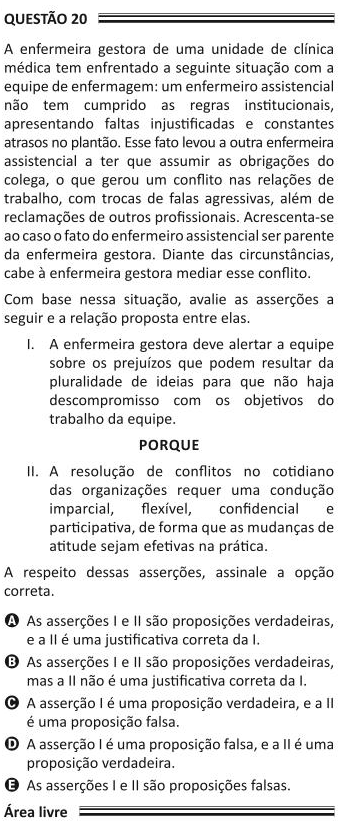 QUESTÃO 20
A enfermeira gestora de uma unidade de clínica
médica tem enfrentado a seguinte situação com a
equipe de enfermagem: um enfermeiro assistencial
não tem cumprido as regras institucionais,
apresentando faltas injustificadas e constantes
atrasos no plantão. Esse fato levou a outra enfermeira
assistencial a ter que assumir as obrigações do
colega, o que gerou um conflito nas relações de
trabalho, com trocas de falas agressivas, além de
reclamações de outros profissionais. Acrescenta-se
ao caso o fato do enfermeiro assistencial ser parente
da enfermeira gestora. Diante das circunstâncias,
cabe à enfermeira gestora mediar esse conflito.
Com base nessa situação, avalie as asserções a
seguir e a relação proposta entre elas.
I. A enfermeira gestora deve alertar a equipe
sobre os prejuízos que podem resultar da
pluralidade de ideias para que não haja
descompromisso com os objetivos do
trabalho da equipe.
PORQUE
II. A resolução de conflitos no cotidiano
das organizações requer uma condução
imparcial, flexível, confidencial e
participativa, de forma que as mudanças de
atitude sejam efetivas na prática.
A respeito dessas asserções, assinale a opção
correta.
A As asserções I e II são proposições verdadeiras,
e a II é uma justificativa correta da I.
B As asserções I e II são proposições verdadeiras,
mas a II não é uma justificativa correta da I.
C A asserção I é uma proposição verdadeira, e a II
é uma proposição falsa.
D A asserção I é uma proposição falsa, e a II é uma
proposição verdadeira.
E As asserções I e II são proposições falsas.
Área livre